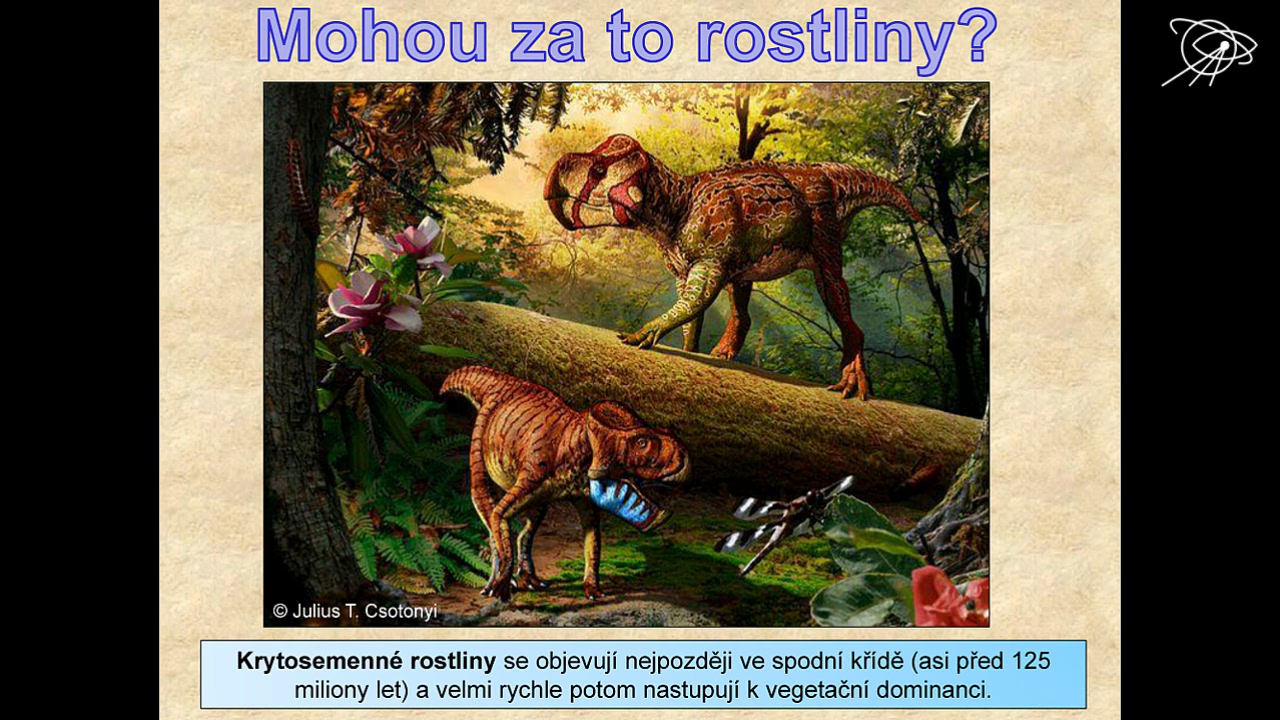 Mohou za to rostliny?
© Julius T. Csotonyi
Krytosemenné rostliny se objevují nejpozději ve spodní křídě (asi před 125
miliony let) a velmi rychle potom nastupují k vegetační dominanci.